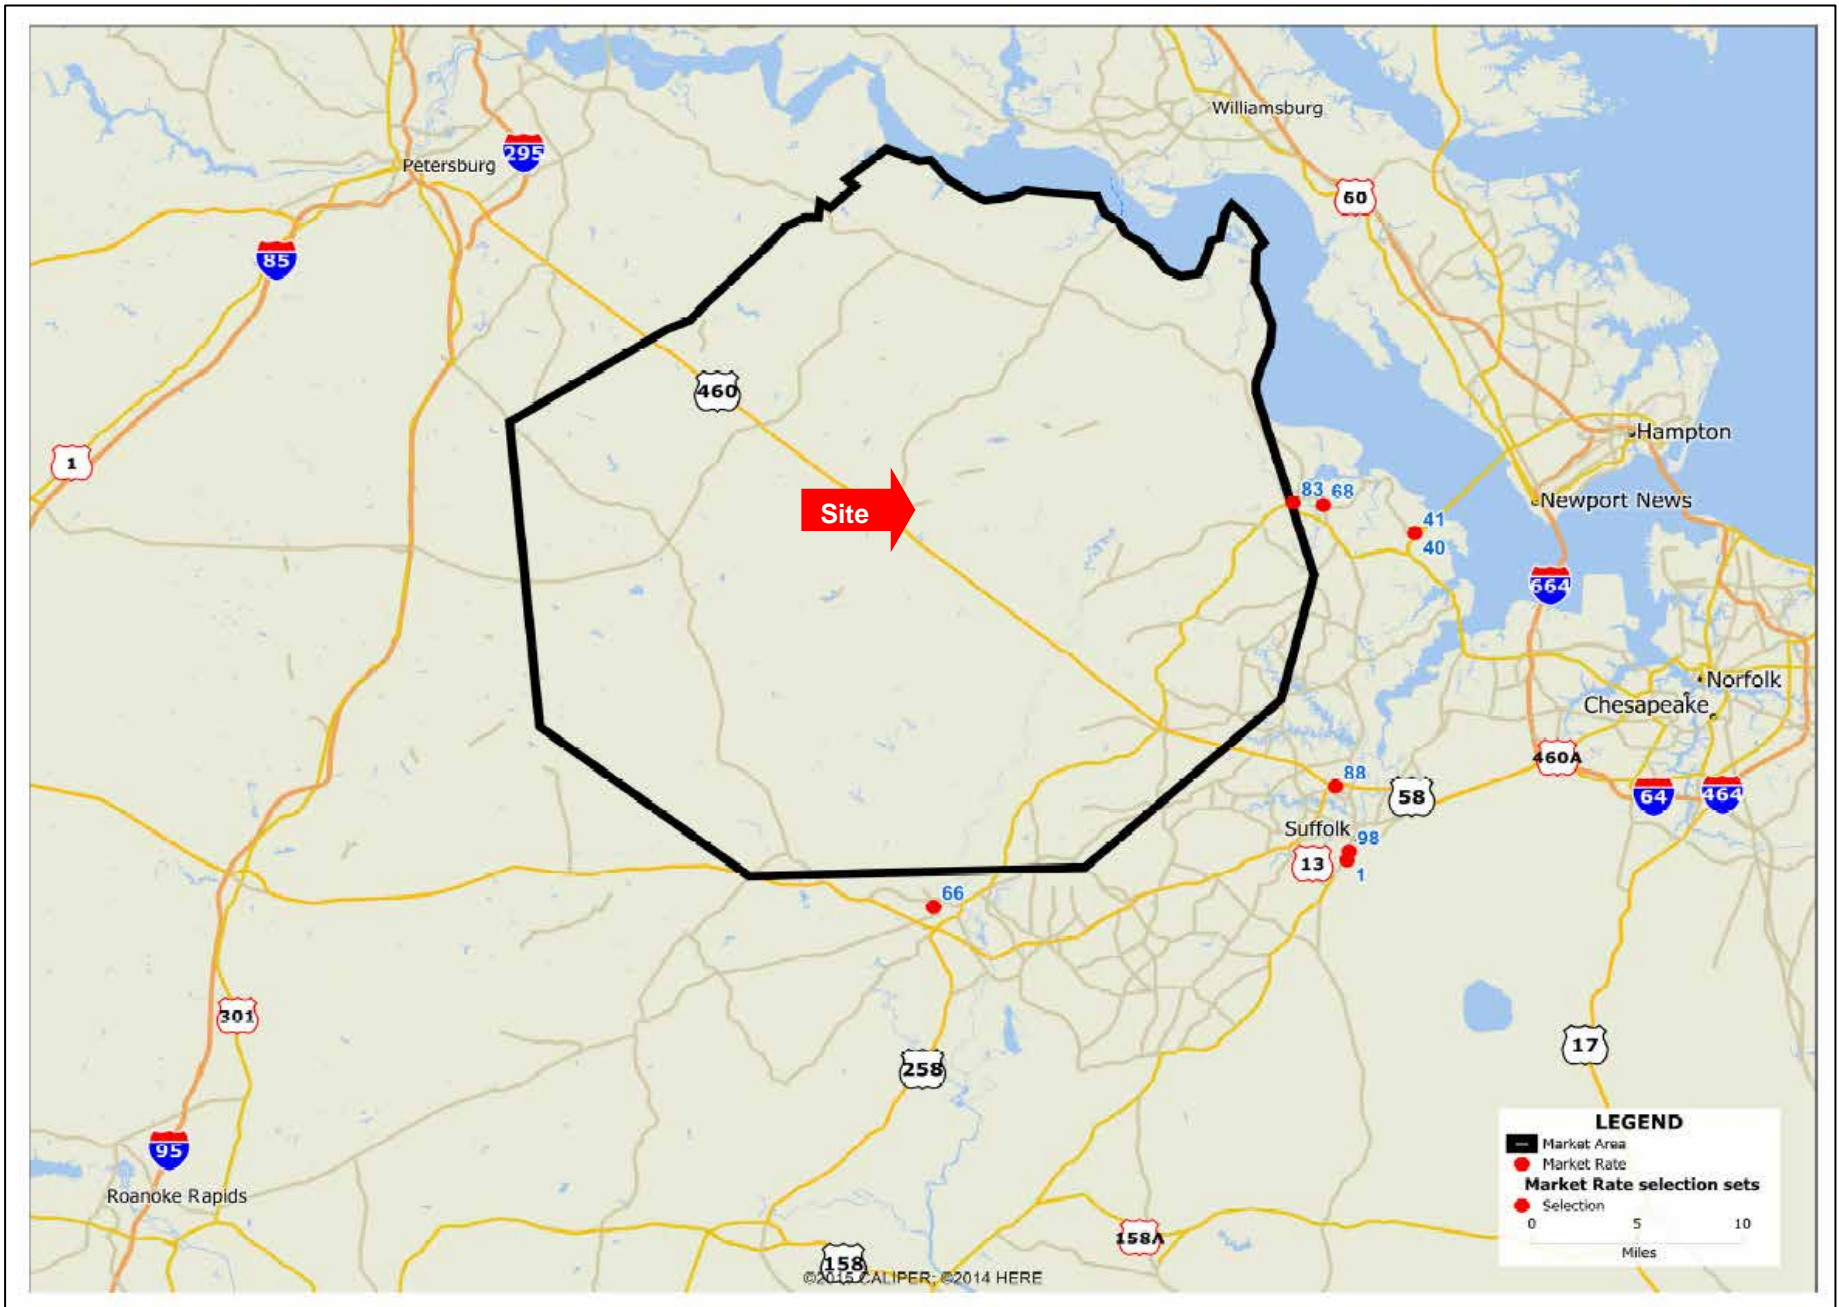 Williamsburg
Petersburg
295
60
85
460
1
Hampton
Site
83 68
Newport News
41
40
664
Norfolk
Chesapeake
460A
88
58
64
464
Suffolk
98
13
1
66
301
17
258
LEGEND
Market Area
Market Rate
Market Rate selection sets
Selection
0 5 10
Miles
95
Roanoke Rapids
158A
158
©2015 CALIPER; ©2014 HERE